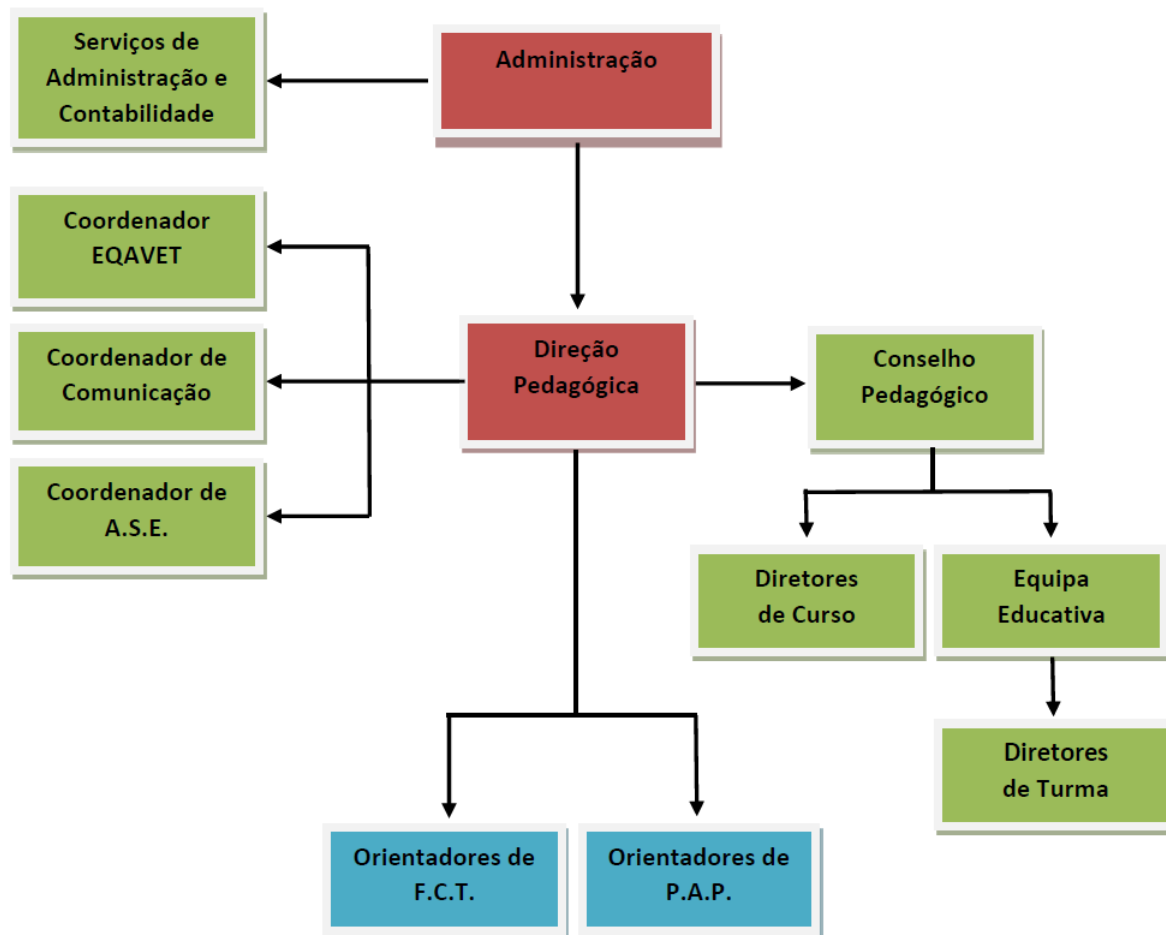 Serviços de
Administração e
Contabilidade
Administração
Coordenador
EQAVET
Coordenador de
Comunicação
Coordenador de
A.S.E.
Direção
Pedagógica
Conselho
Pedagógico
Diretores
de Curso
Equipa
Educativa
Diretores
de Turma
Orientadores de
F.C.T.
Orientadores de
P.A.P.